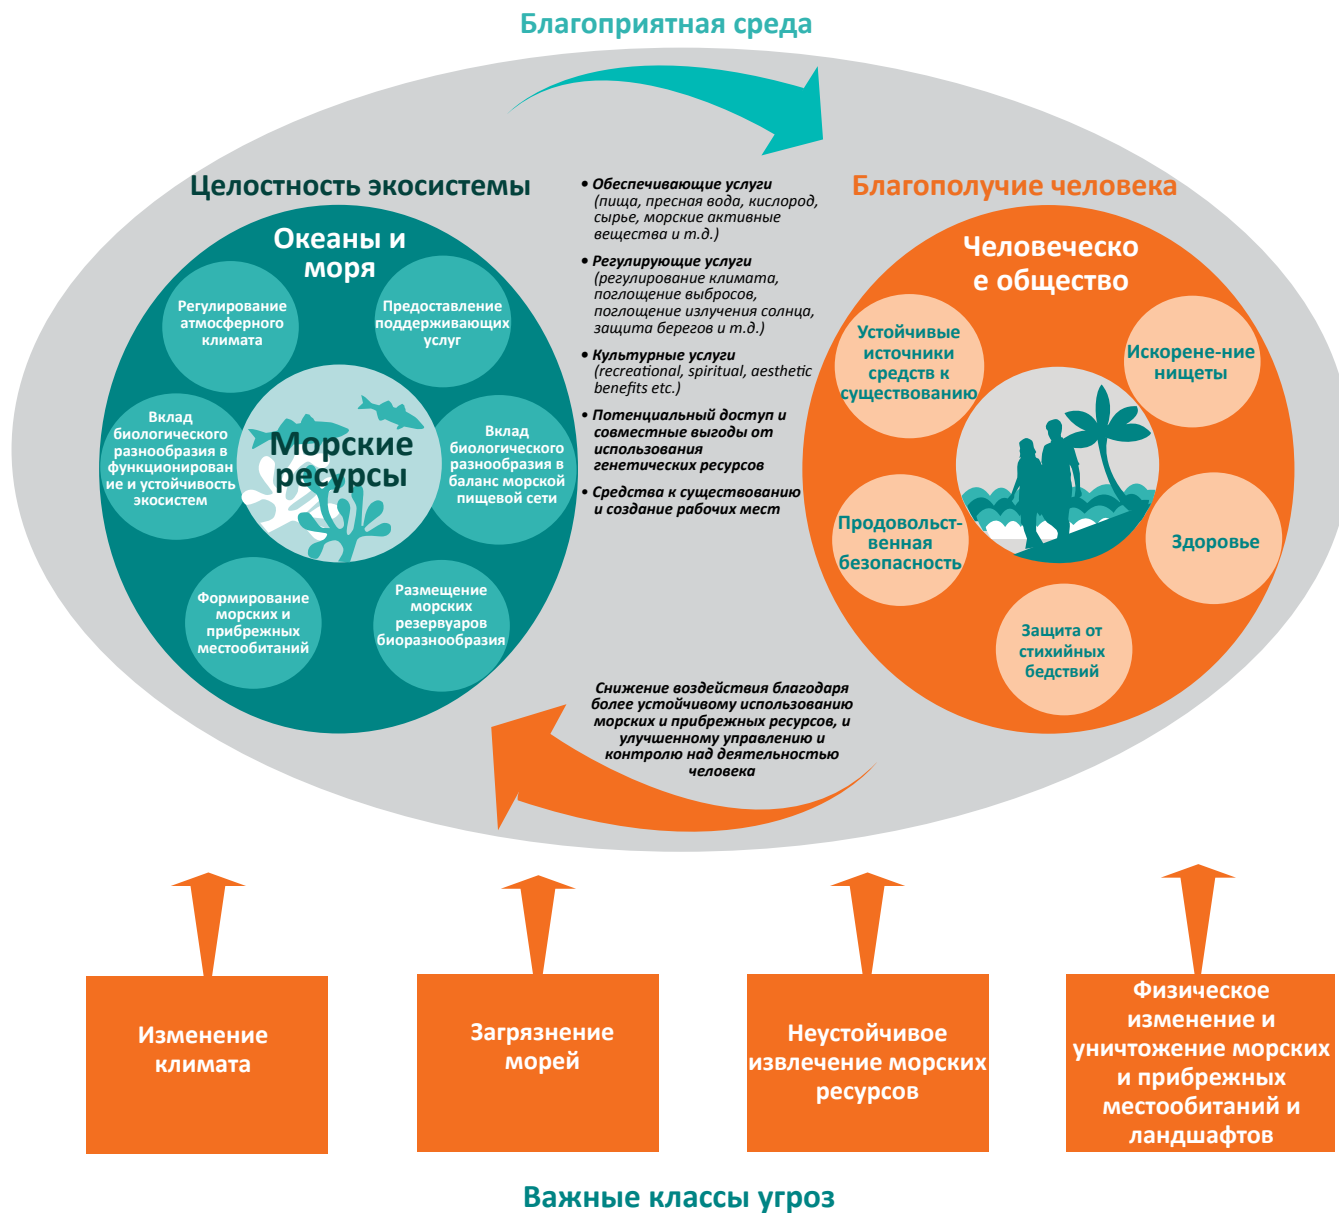 Благоприятная среда
Целостность экосистемы
Океаны и
моря
Регулирование
атмосферного
климата
Предоставление
поддерживающих
услуг
Вклад
биологического
разнообразия в
функционирован
ие и устойчивость
экосистем
Морские
ресурсы
Вклад
биологического
разнообразия в
баланс морской
пищевой сети
Формирование
морских и
прибрежных
местообитаний
Размещение
морских
резервуаров
биоразнообразия
• Обеспечивающие услуги
(пища, пресная вода, кислород,
сырье, морские активные
вещества и т.д.)
• Регулирующие услуги
(регулирование климата,
поглощение выбросов,
поглощение излучения солнца,
защита берегов и т.д.)
• Культурные услуги
(recreational, spiritual, aesthetic
benefits etc.)
• Потенциальный доступ и
совместные выгоды от
использования
генетических ресурсов
• Средства к существованию
и создание рабочих мест
Благополучие человека
Человеческо
е общество
Устойчивые
источники
средств к
существованию
Искорене-ние
нищеты
Продовольст-
венная
безопасность
Здоровье
Защита от
стихийных
бедствий
Снижение воздействия благодаря
более устойчивому использованию
морских и прибрежных ресурсов, и
улучшенному управлению и
контролю над деятельностью
человека
Изменение
климата
Загрязнение
морей
Неустойчивое
извлечение морских
ресурсов
Физическое
изменение и
уничтожение морских
и прибрежных
местообитаний и
ландшафтов
Важные классы угроз